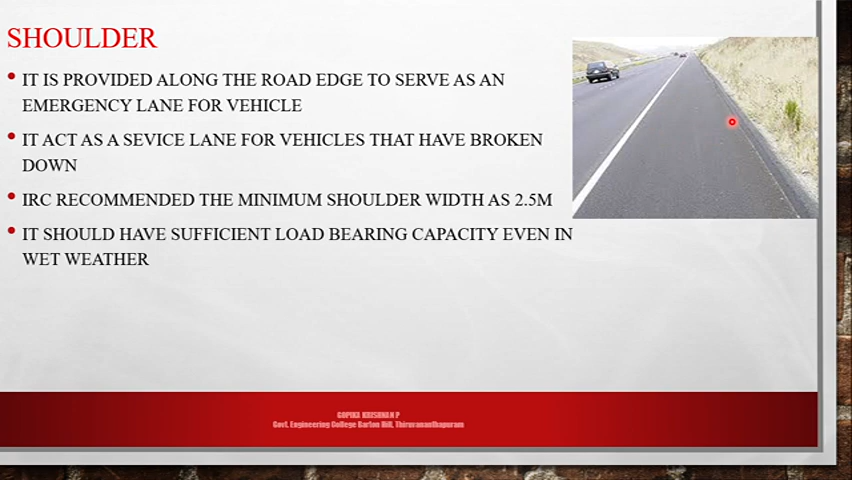 SHOULDER
• IT IS PROVIDED ALONG THE ROAD EDGE TO SERVE AS AN
EMERGENCY LANE FOR VEHICLE
• IT ACT AS A SEVICE LANE FOR VEHICLES THAT HAVE BROKEN
DOWN
• IRC RECOMMENDED THE MINIMUM SHOULDER WIDTH AS 2.5M
• IT SHOULD HAVE SUFFICIENT LOAD BEARING CAPACITY EVEN IN
WET WEATHER
GOPIKA KRISHNAN P
Govt. Engineering College Barton Hill, Thiruvananthapuram